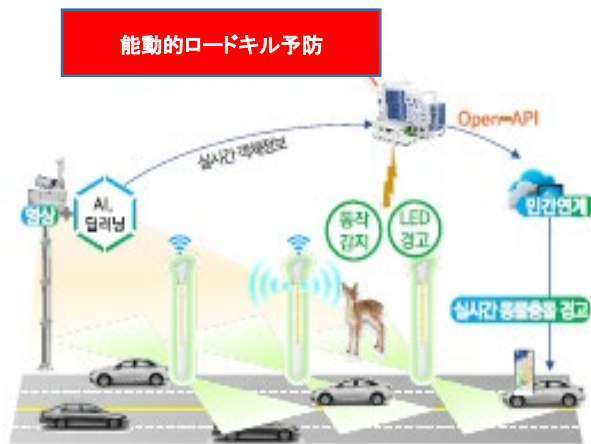 能動的ロードキル予防
Open-API
실시간 객체정보
영상
+
AI,
딥러닝
동작
감지
LED
경고
민간연계
실시간 동물충돌 경고